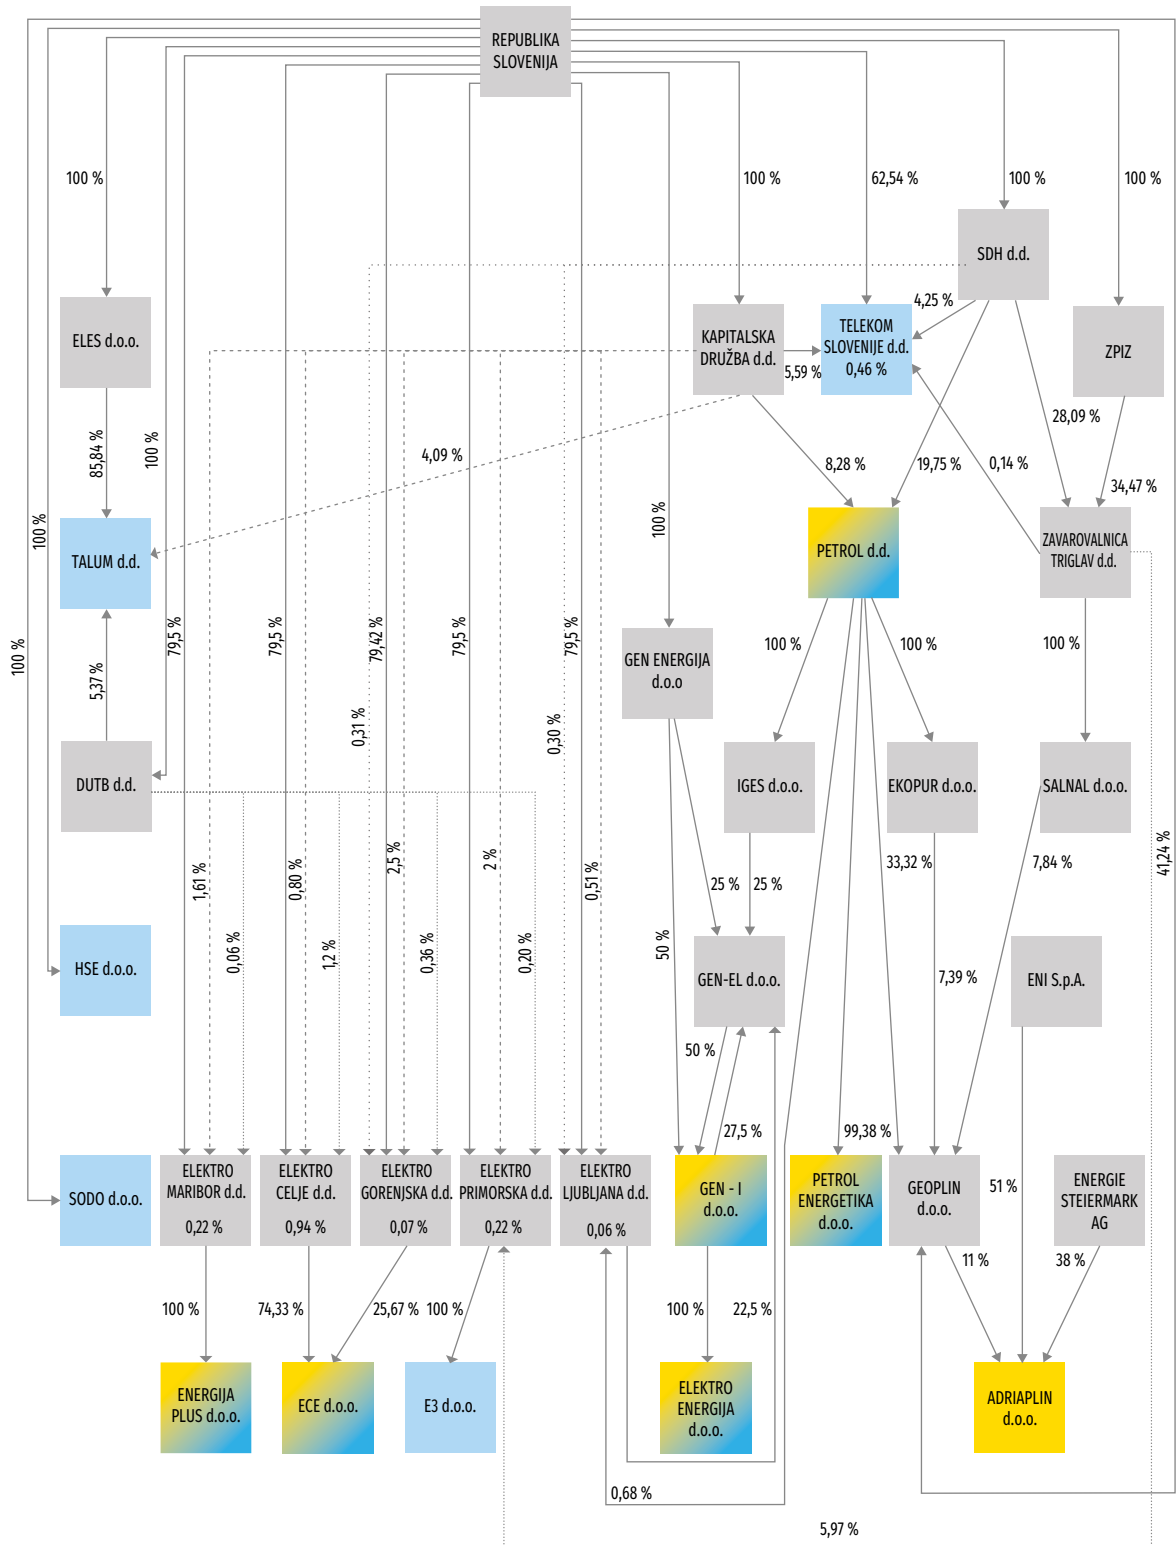 REPUBLIKA
SLOVENIJA
100 %
100 %
62,54 %
100 %
100 %
SDH d.d.
4,25 %
ELES d.o.o.
KAPITALSKA
DRUŽBA d.d.
5,59 %
TELEKOM
SLOVENIJE d.d.
0,46 %
ZPIZ
85,84 %
100 %
4,09 %
8,28 %
19,75 %
0,14 %
28,09 %
34,47 %
100 %
100 %
100 %
TALUM d.d.
PETROL d.d.
ZAVAROVALNICA
TRIGLAV d.d.
5,37 %
79,5 %
79,5 %
79,42 %
79,5 %
79,5 %
GEN ENERGIJA
d.o.o
100 %
100 %
100 %
0,31 %
0,30 %
DUTB d.d.
IGES d.o.o.
EKOPUR d.o.o.
SALNAL d.o.o.
41,24 %
1,61 %
0,80 %
2,5 %
2 %
0,51 %
33,32 %
7,84 %
25 %
25 %
0,06 %
1,2 %
0,36 %
0,20 %
50 %
HSE d.o.o.
GEN-EL d.o.o.
7,39 %
ENI S.p.A.
50 %
27,5 %
99,38 %
SODO d.o.o.
ELEKTRO
MARIBOR d.d.
0,22 %
ELEKTRO
CELJE d.d.
0,94 %
ELEKTRO
GORENJSKA d.d.
0,07 %
ELEKTRO
PRIMORSKA d.d.
0,22 %
ELEKTRO
LJUBLJANA d.d.
0,06 %
GEN - I
d.o.o.
PETROL
ENERGETIKA
d.o.o.
GEOPLIN
d.o.o.
51 %
ENERGIE
STEIERMARK
AG
11 %
38 %
100 %
74,33 %
25,67 %
100 %
100 %
22,5 %
ENERGIJA
PLUS d.o.o.
ECE d.o.o.
E3 d.o.o.
ELEKTRO
ENERGIJA
d.o.o.
ADRIAPLIN
d.o.o.
0,68 %
5,97 %